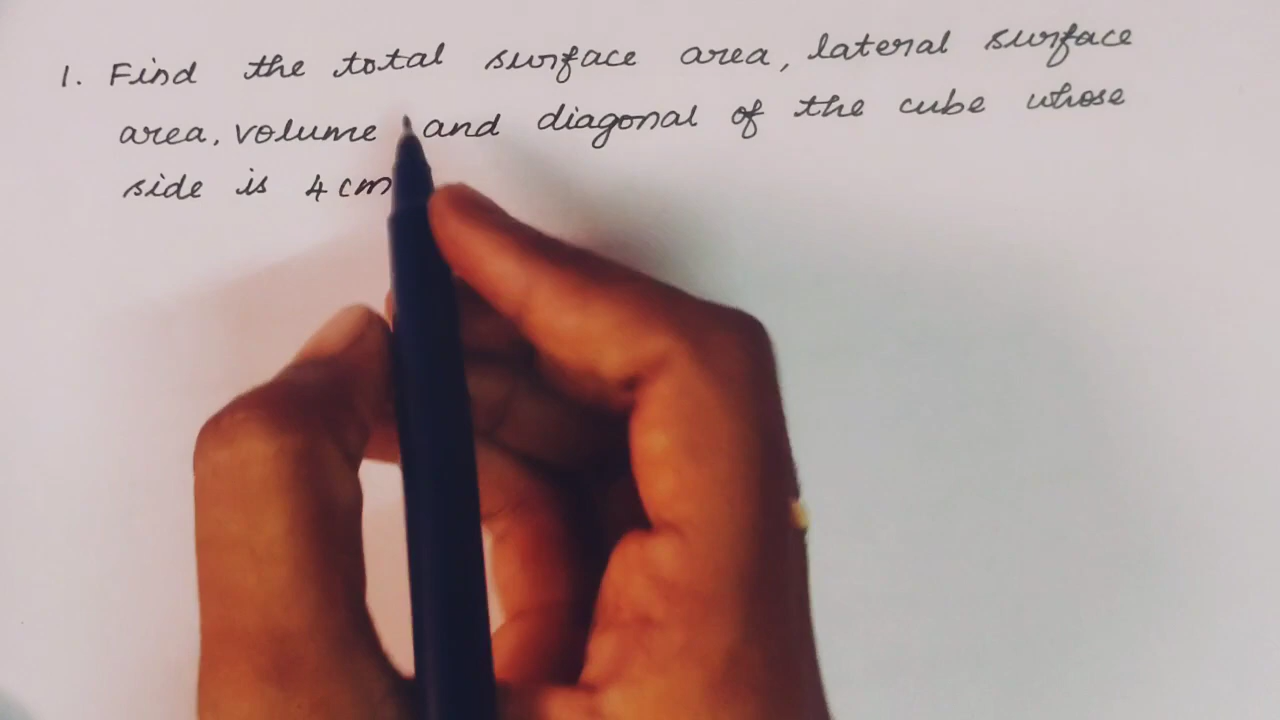 1. Find the total surface area, lateral surface
area, volume and diagonal of the cube whose
side is 4 cm